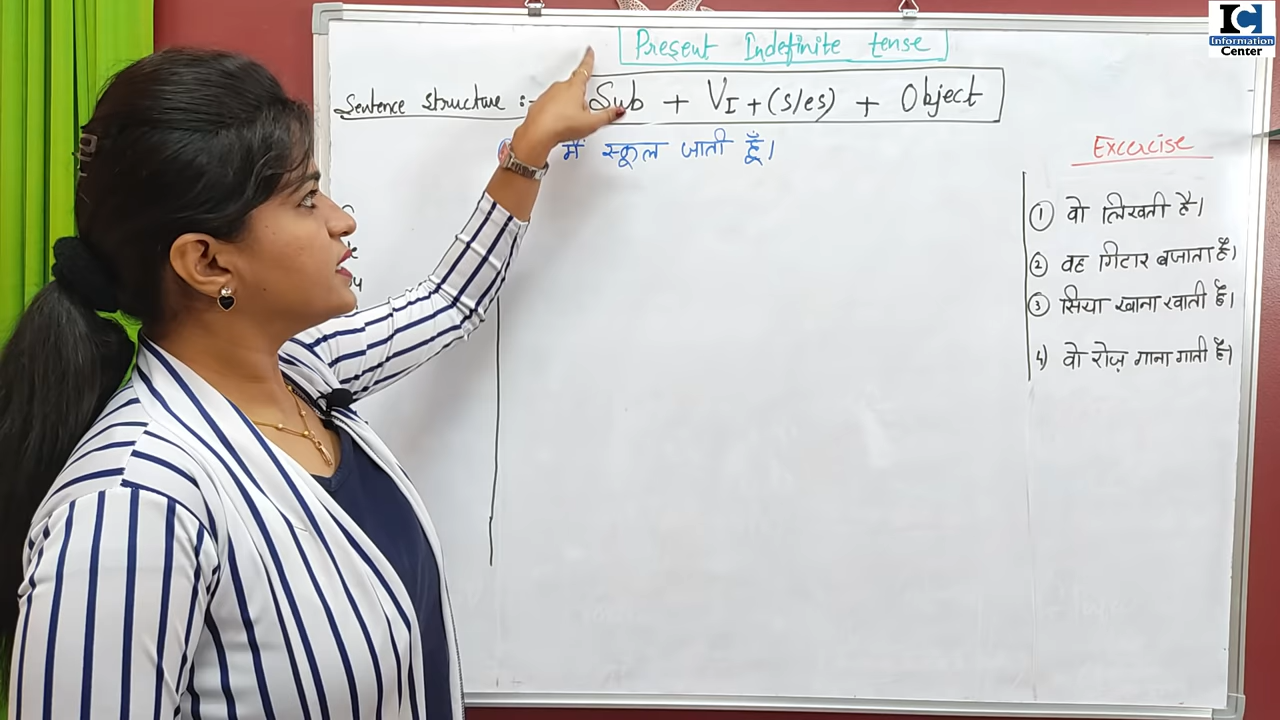 Present Indefinite tense
Sentence structure :- Sub + VI + (s/es) + Object
मैं स्कूल जाती हूँ।
Excercise
① वो लिखती है।
② वह गिटार बजाता है।
③ सिया खाना खाती है।
4) वो रोज़ गाना गाती है।
IC
Information
Center